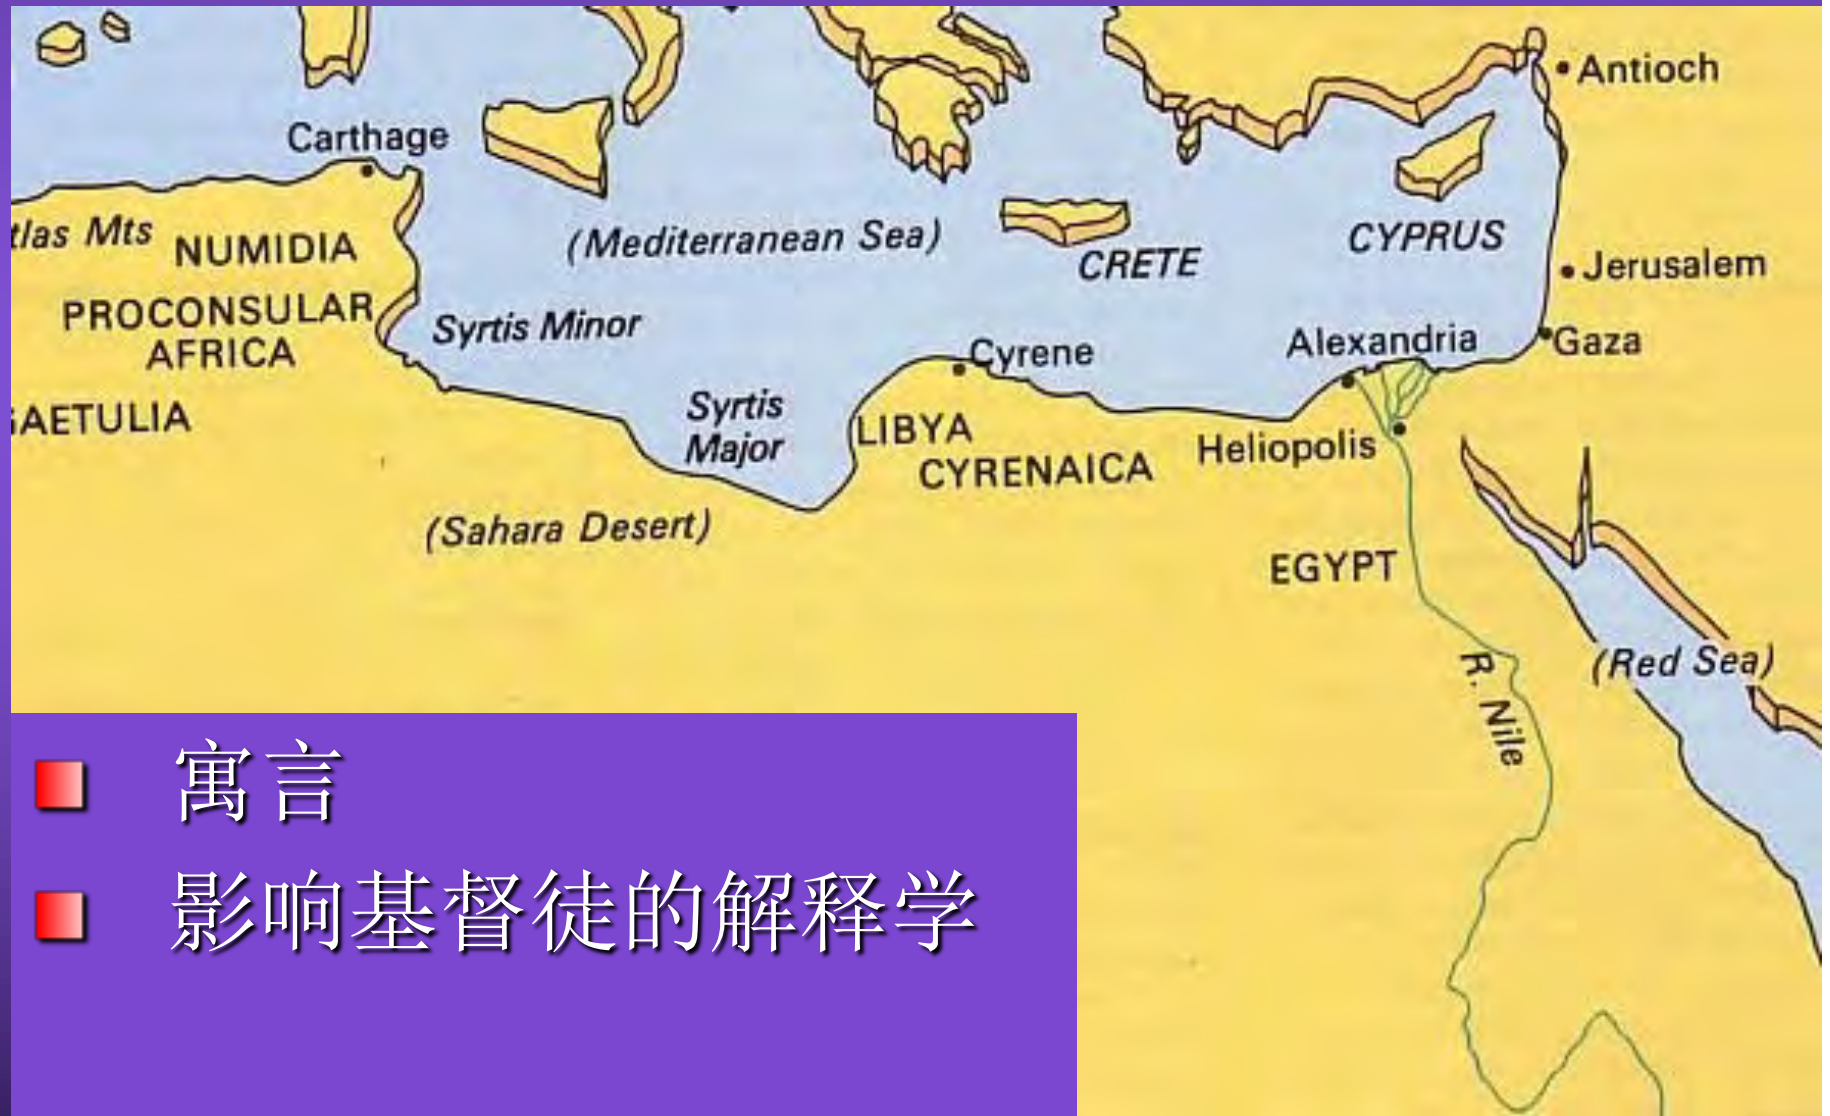 Antioch
Carthage
tlas Mts
NUMIDIA
(Mediterranean Sea)
CRETE
CYPRUS
Jerusalem
PROCONSULAR
AFRICA
Syrtis Minor
Cyrene
Alexandria
Gaza
AETULIA
Syrtis
Major
LIBYA
CYRENAICA
Heliopolis
(Sahara Desert)
EGYPT
(Red Sea)
R. Nile
寓言
影响基督徒的解释学